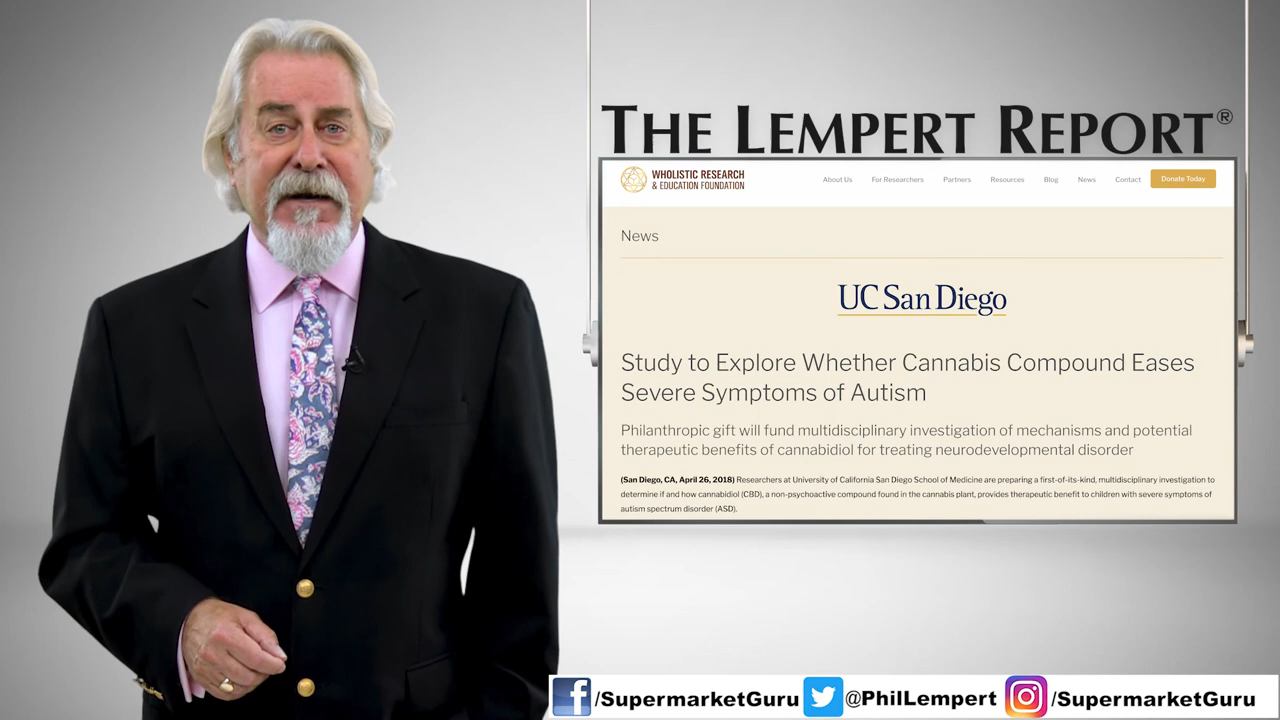 THE LEMPERT REPORT®
WHOLISTIC RESEARCH
& EDUCATION FOUNDATION
About Us For Researchers Partners Resources Blog News Contact Donate Today
News
UC San Diego
Study to Explore Whether Cannabis Compound Eases
Severe Symptoms of Autism
Philanthropic gift will fund multidisciplinary investigation of mechanisms and potential
therapeutic benefits of cannabidiol for treating neurodevelopmental disorder
(San Diego, CA, April 26, 2018) Researchers at University of California San Diego School of Medicine are preparing a first-of-its-kind, multidisciplinary investigation to
determine if and how cannabidiol (CBD), a non-psychoactive compound found in the cannabis plant, provides therapeutic benefit to children with severe symptoms of
autism spectrum disorder (ASD).
/SupermarketGuru @PhilLempert /SupermarketGuru